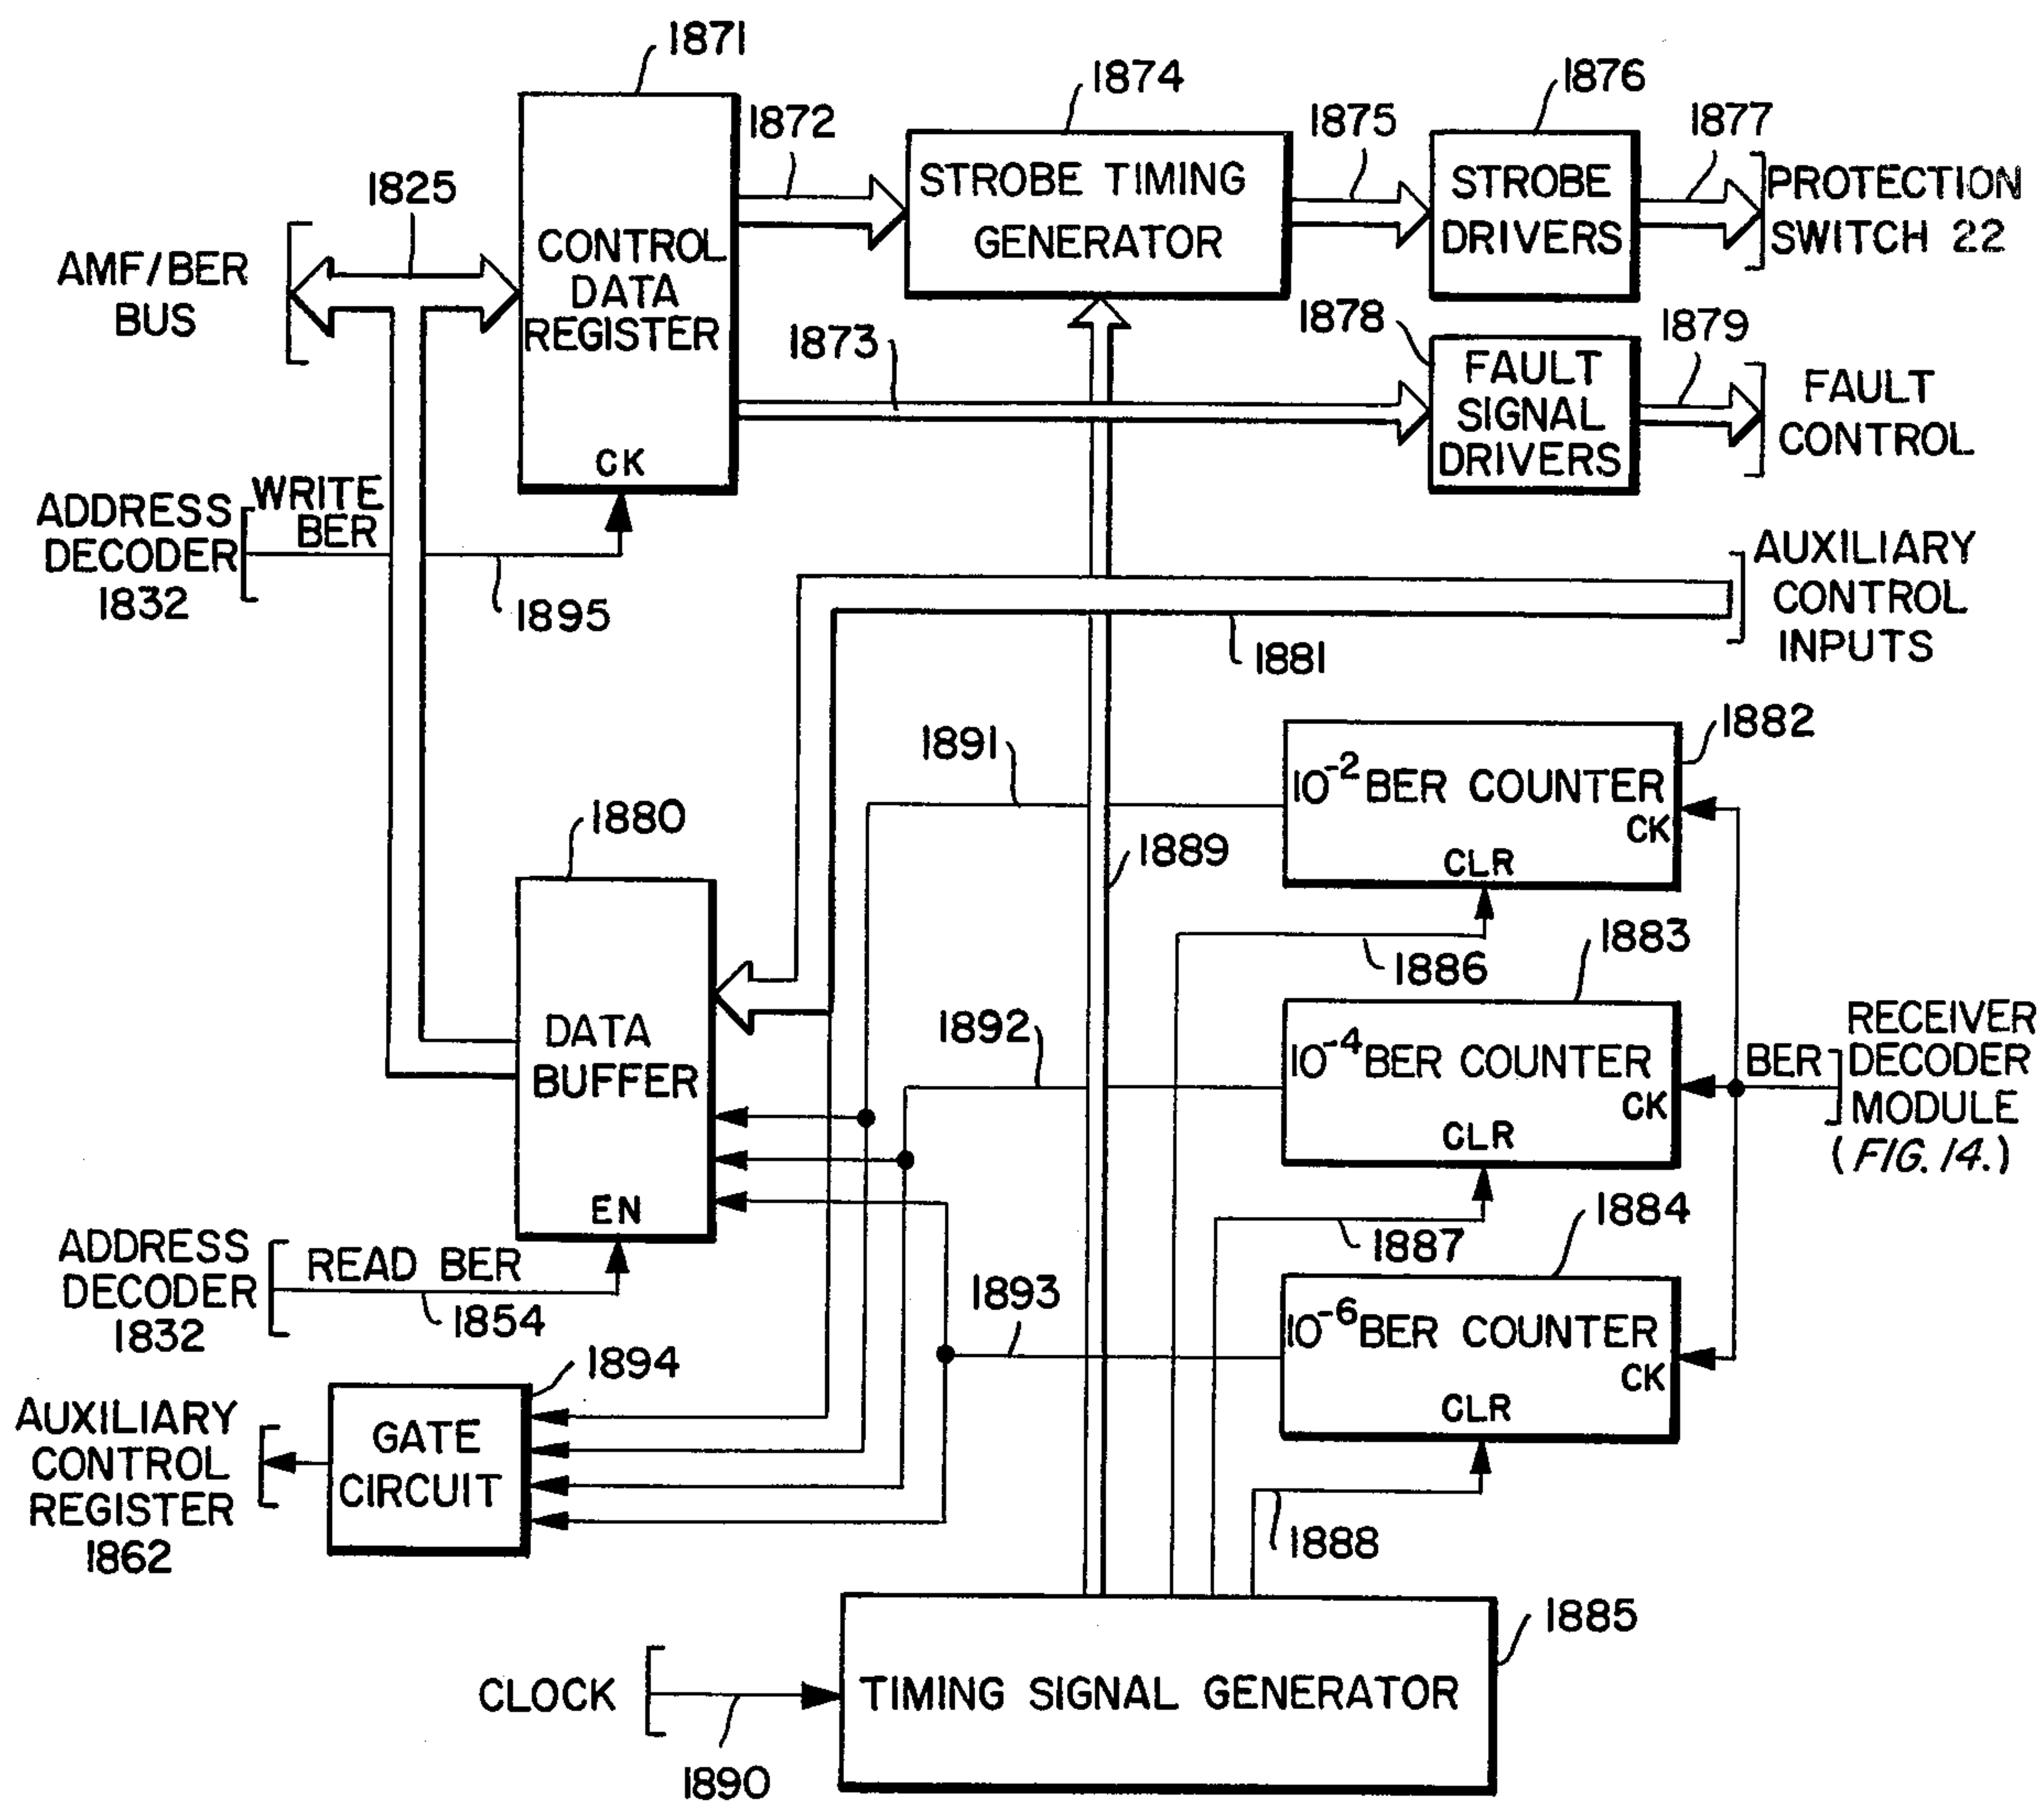 1871
1874
1876
1877
1872
1875
1825
STROBE TIMING
GENERATOR
STROBE
DRIVERS
PROTECTION
SWITCH 22
AMF/BER
BUS
CONTROL
DATA
REGISTER
CK
1873
1878
1879
FAULT
SIGNAL
DRIVERS
FAULT
CONTROL
ADDRESS
DECODER
1832
WRITE
BER
1895
AUXILIARY
CONTROL
INPUTS
1881
1882
1891
10⁻² BER COUNTER
CK
CLR
1880
1889
1886
1883
DATA
BUFFER
EN
1892
10⁻⁴ BER COUNTER
CK
CLR
BER
RECEIVER
DECODER
MODULE
(FIG. 14.)
1887
1884
ADDRESS
DECODER
1832
READ BER
1854
1893
10⁻⁶ BER COUNTER
CK
CLR
1894
AUXILIARY
CONTROL
REGISTER
1862
GATE
CIRCUIT
1888
1885
CLOCK
1890
TIMING SIGNAL GENERATOR